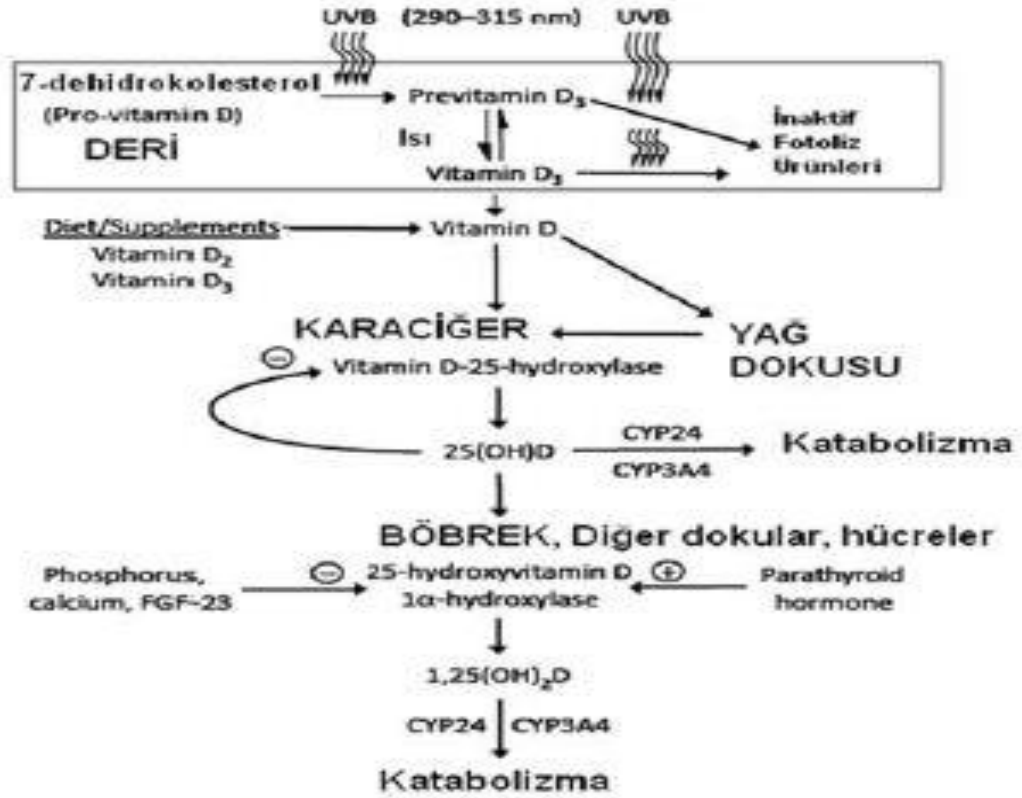 UVB (290–315 nm) UVB
7-dehidrokolesterol
(Pro-vitamin D)
DERİ
Previtamin D₃
Isı
Vitamin D₃
İnaktif
Fotoliz
Ürünleri
Diet/Supplements
Vitamin D₂
Vitamin D₃
Vitamin D
KARACİĞER
YAĞ
DOKUSU
− Vitamin D-25-hydroxylase
25(OH)D
CYP24
CYP3A4
Katabolizma
BÖBREK, Diğer dokular, hücreler
Phosphorus,
calcium, FGF-23
− 25-hydroxyvitamin D +
1α-hydroxylase
Parathyroid
hormone
1,25(OH)₂D
CYP24 CYP3A4
Katabolizma